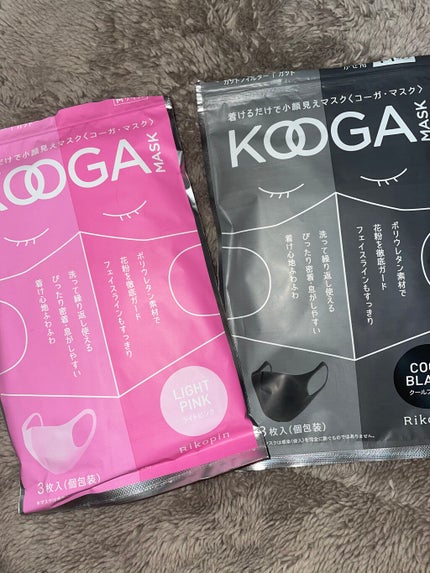 着けるだけで小顔見えマスク〈コーガ・マスク〉
KOOGA
MASK
ポリウレタン素材で
花粉を徹底ガード
フェイスラインもすっきり
洗って繰り返し使える
ぴったり密着・息がしやすい
着け心地ふわふわ
LIGHT
PINK
ライトピンク
Rikopin
3枚入(個包装)
着けるだけで小顔見えマスク〈コーガ・マスク〉
KOOGA
MASK
ポリウレタン素材で
花粉を徹底ガード
フェイスラインもすっきり
洗って繰り返し使える
ぴったり密着・息がしやすい
着け心地ふわふわ
COO
BLA
クール
Riko
3枚入(個包装)